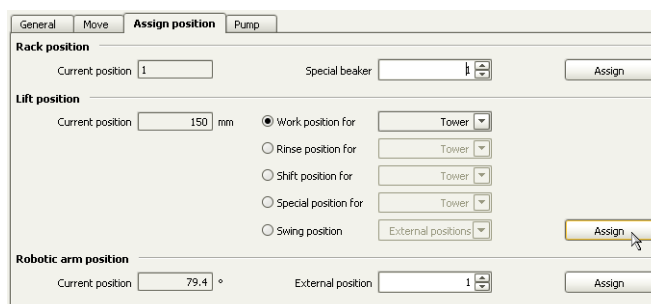 General Move Assign position Pump
Rack position
Current position 1 Special beaker 1 Assign
Lift position
Current position 150 mm Work position for Tower
Rinse position for Tower
Shift position for Tower
Special position for Tower
Swing position External positions Assign
Robotic arm position
Current position 79.4 ° External position 1 Assign